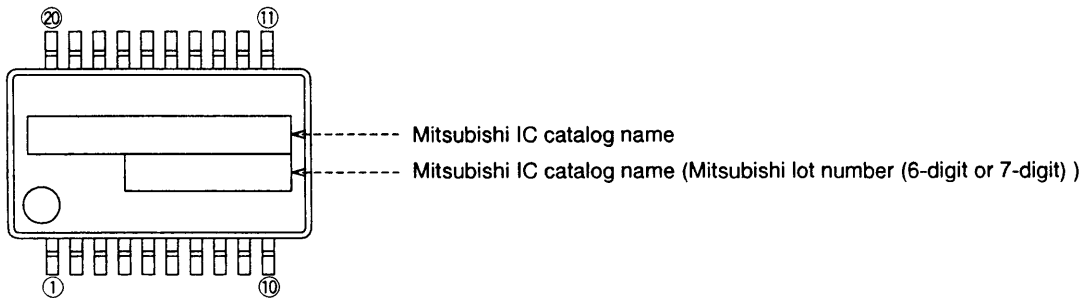 ⑳ ⑪
Mitsubishi IC catalog name
Mitsubishi IC catalog name (Mitsubishi lot number (6-digit or 7-digit) )
① ⑩